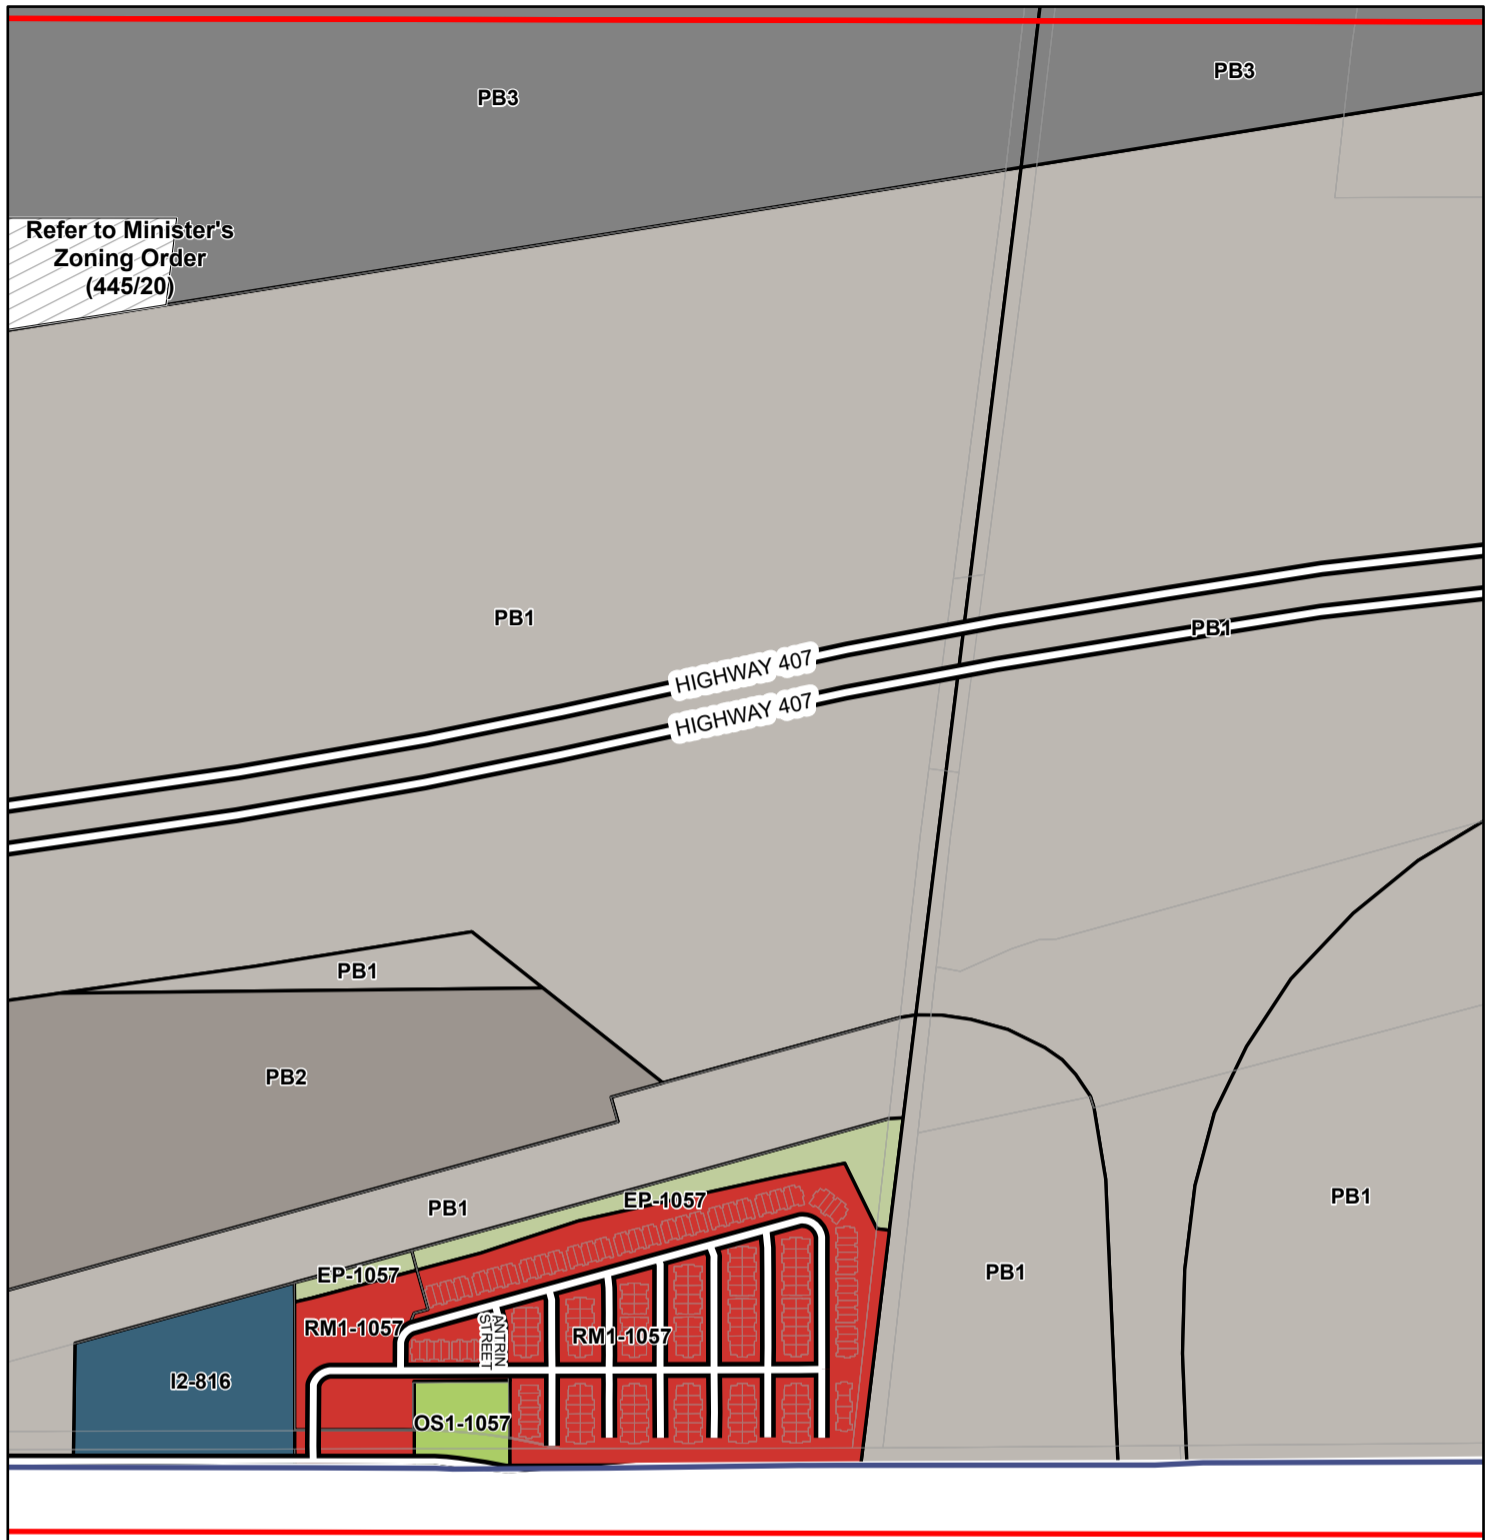 PB3
PB3
Refer to Minister's
Zoning Order
(445/20)
PB1
PB1
HIGHWAY 407
HIGHWAY 407
PB1
PB2
PB1
EP-1057
PB1
EP-1057
PB1
RM1-1057
ANTRIN
STREET
RM1-1057
I2-816
OS1-1057